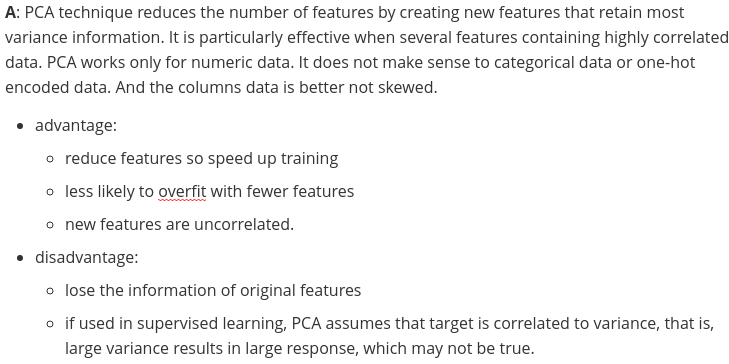 A: PCA technique reduces the number of features by creating new features that retain most
variance information. It is particularly effective when several features containing highly correlated
data. PCA works only for numeric data. It does not make sense to categorical data or one-hot
encoded data. And the columns data is better not skewed.
• advantage:
◦ reduce features so speed up training
◦ less likely to overfit with fewer features
◦ new features are uncorrelated.
• disadvantage:
◦ lose the information of original features
◦ if used in supervised learning, PCA assumes that target is correlated to variance, that is,
large variance results in large response, which may not be true.